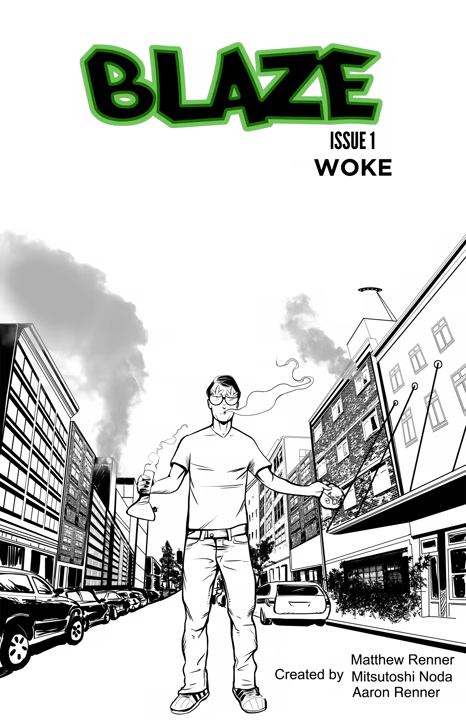 BLAZE
ISSUE 1
WOKE
Created by
Matthew Renner
Mitsutoshi Noda
Aaron Renner